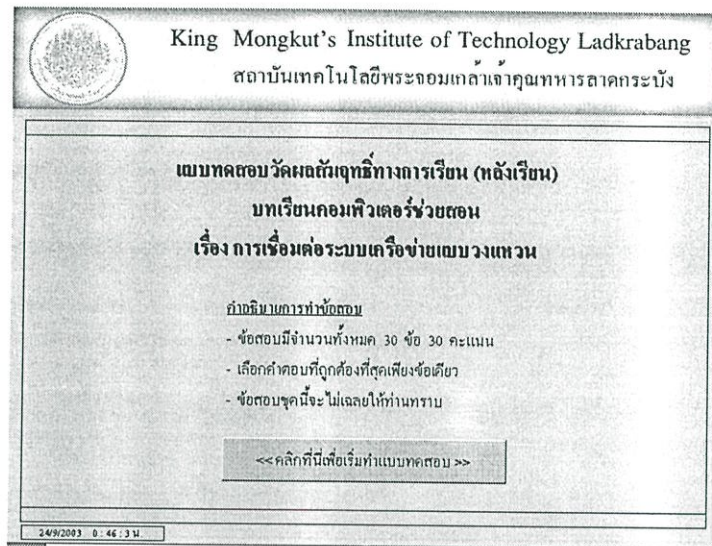 King Mongkut's Institute of Technology Ladkrabang
สถาบันเทคโนโลยีพระจอมเกล้าเจ้าคุณทหารลาดกระบัง
แบบทดสอบวัดผลสัมฤทธิ์ทางการเรียน (หลังเรียน)
บทเรียนคอมพิวเตอร์ช่วยสอน
เรื่อง การเชื่อมต่อระบบเครือข่ายแบบวงแหวน
คำอธิบายการทำข้อสอบ
- ข้อสอบมีจำนวนทั้งหมด 30 ข้อ 30 คะแนน
- เลือกคำตอบที่ถูกต้องที่สุดเพียงข้อเดียว
- ข้อสอบชุดนี้จะไม่เฉลยให้ท่านทราบ
<<คลิกที่นี่เพื่อเริ่มทำแบบทดสอบ >>
24/9/2003 0 : 46 : 3 น.